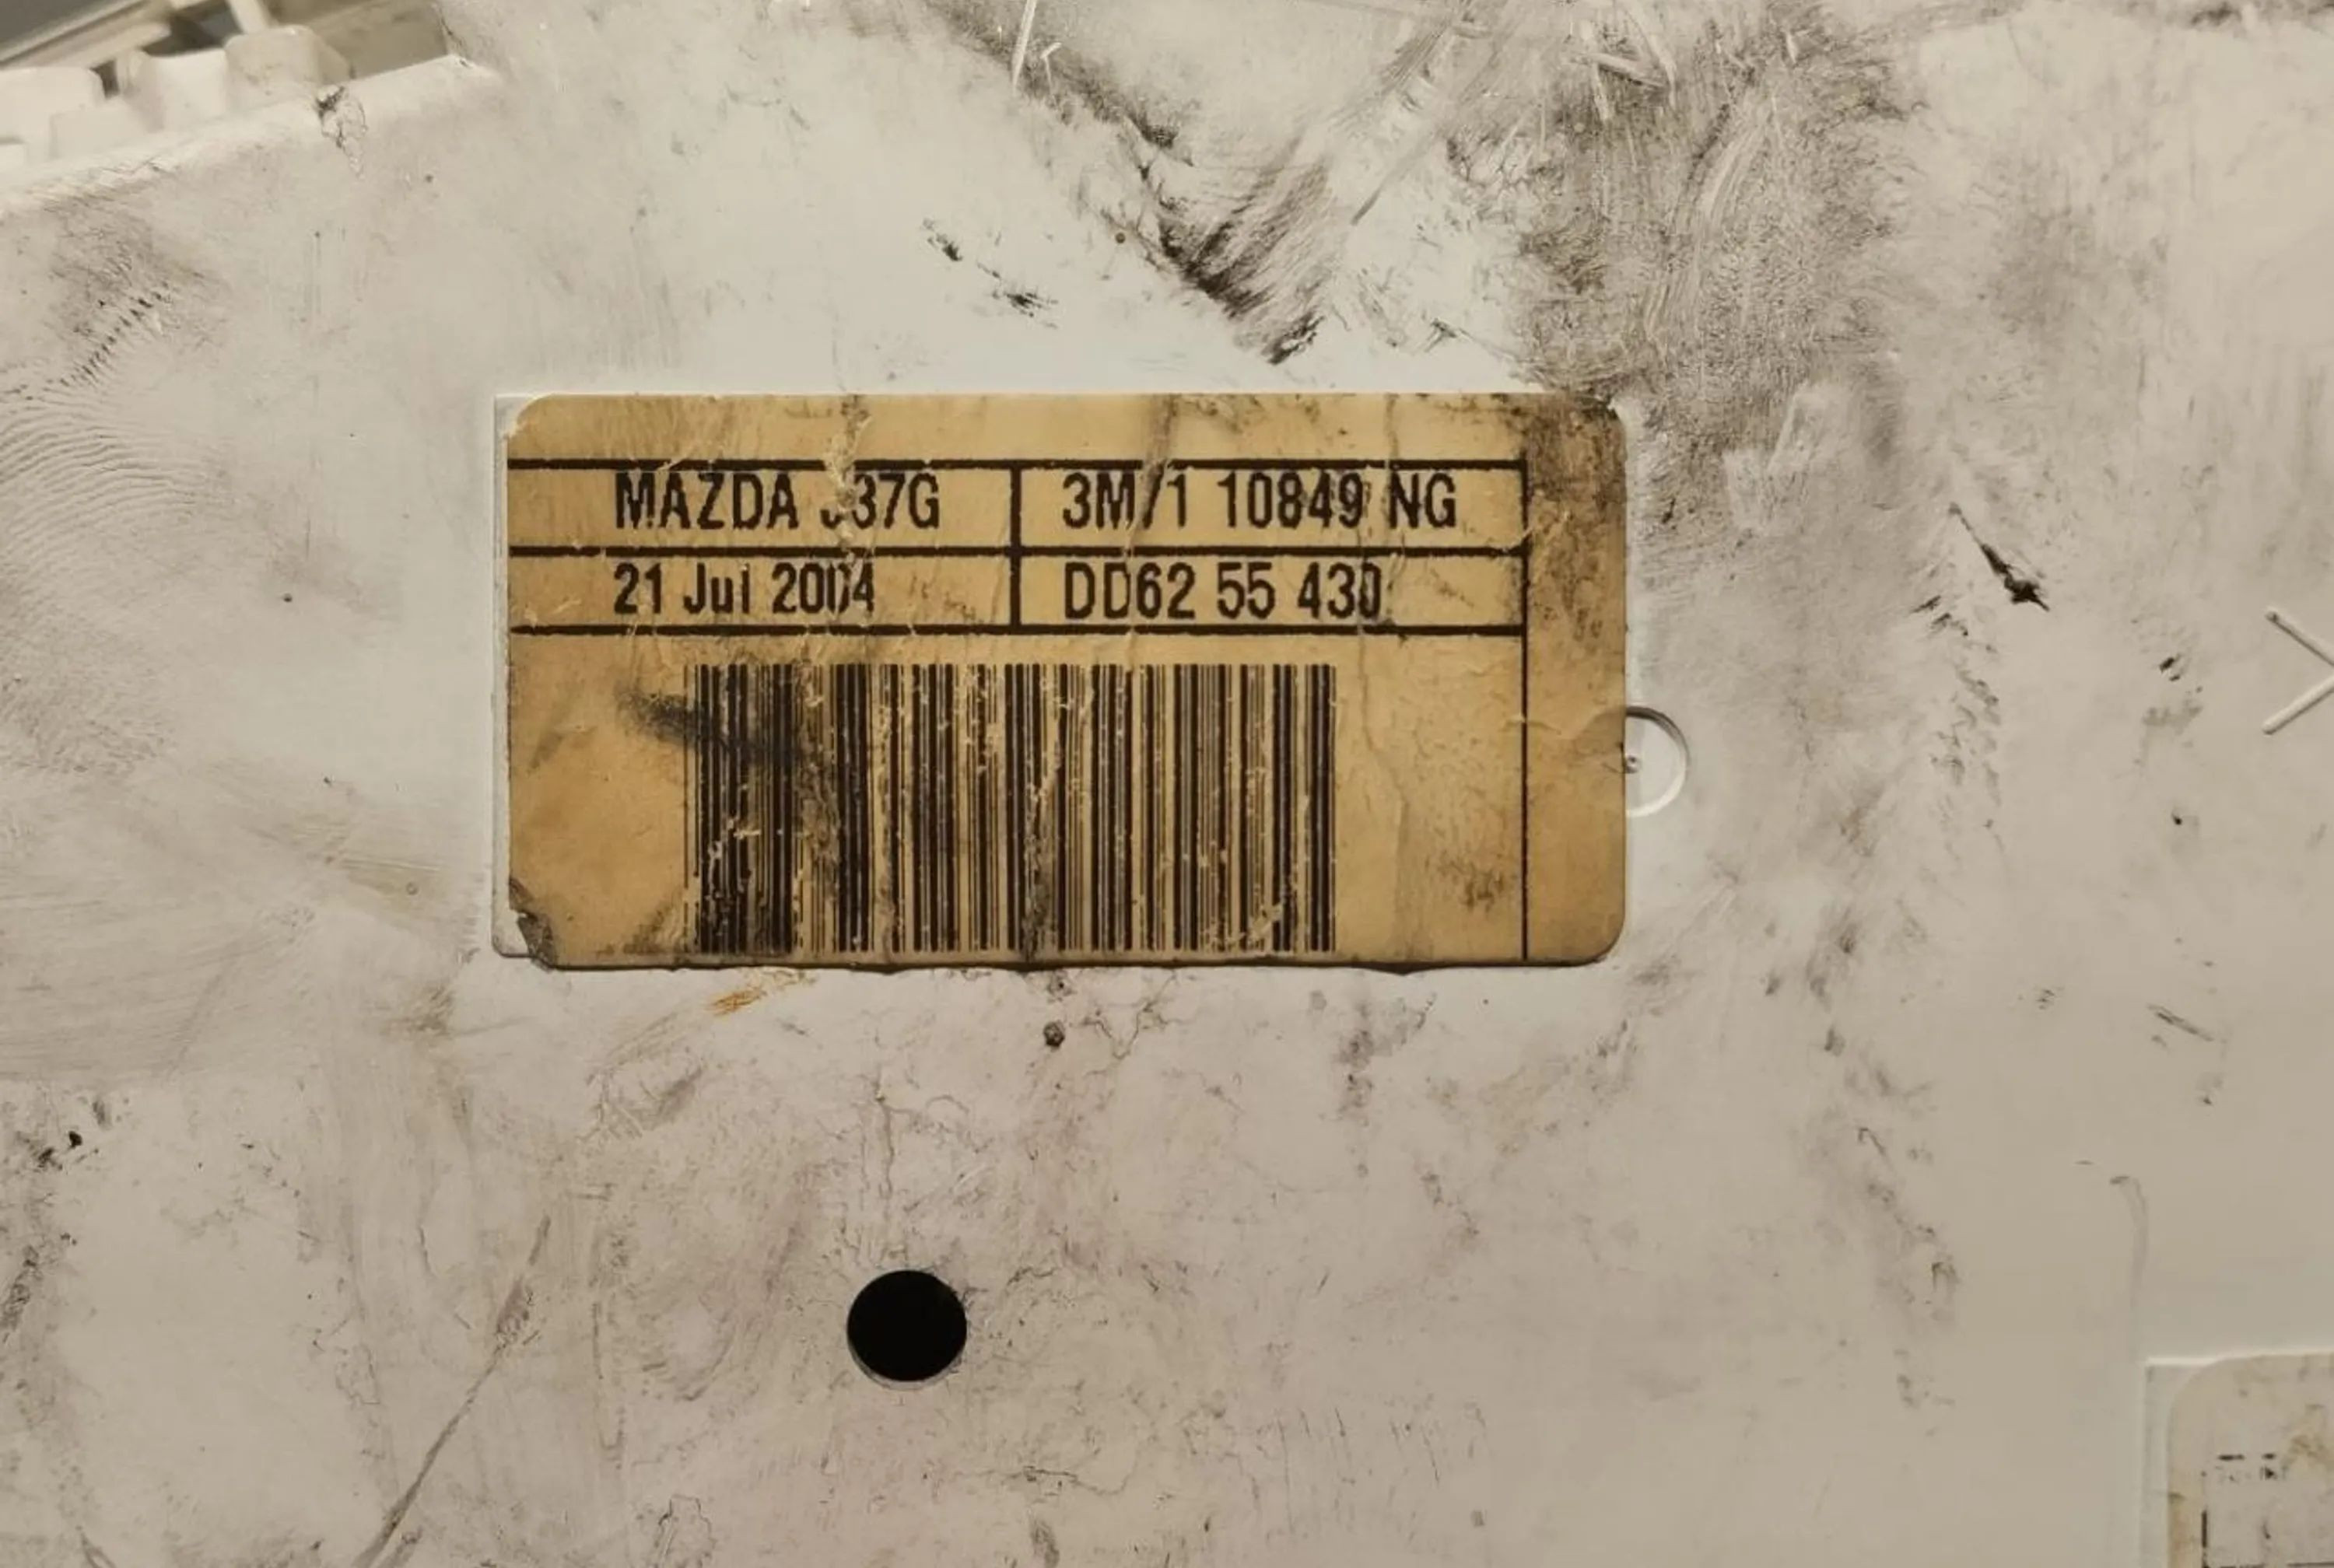 MAZDA J37G 3M71 10849 NG
21 Jul 2004 DD62 55 430